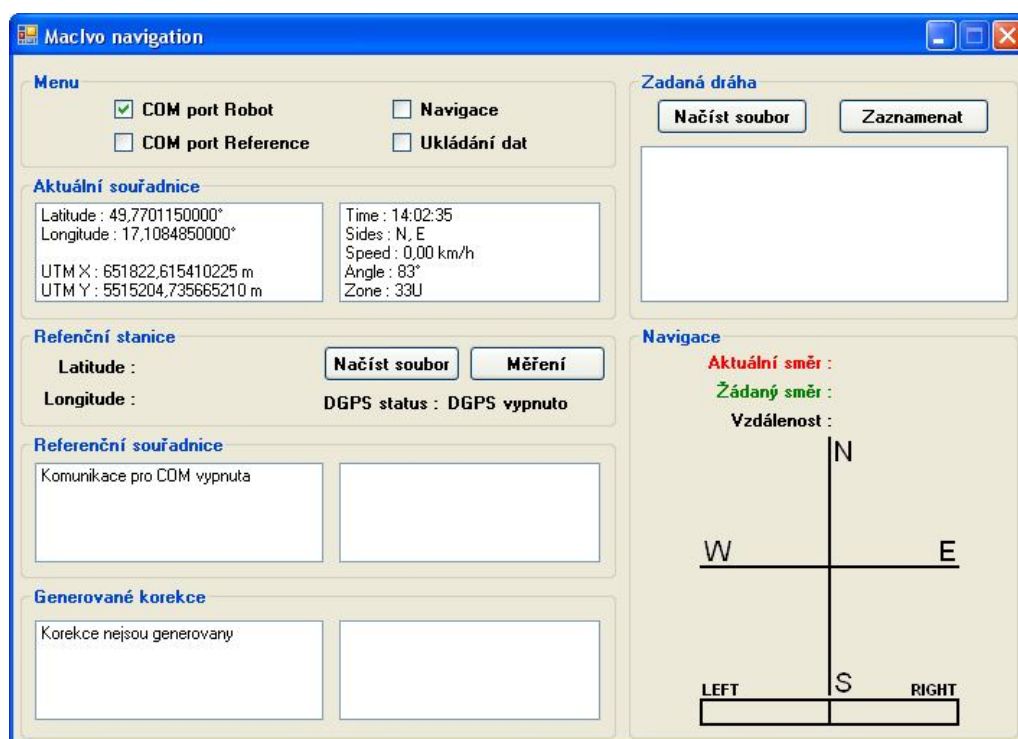 MacIvo navigation
Menu
COM port Robot
Navigace
COM port Reference
Ukládání dat
Aktuální souřadnice
Latitude : 49,7701150000°
Longitude : 17,1084850000°
UTM X : 651822,615410225 m
UTM Y : 5515204,735665210 m
Time : 14:02:35
Sides : N, E
Speed : 0,00 km/h
Angle : 83°
Zone : 33U
Refenční stanice
Latitude :
Longitude :
Načíst soubor
Měření
DGPS status : DGPS vypnuto
Referenční souřadnice
Komunikace pro COM vypnuta
Generované korekce
Korekce nejsou generovany
Zadaná dráha
Načíst soubor
Zaznamenat
Navigace
Aktuální směr :
Žádaný směr :
Vzdálenost :
N
W
E
S
LEFT
RIGHT